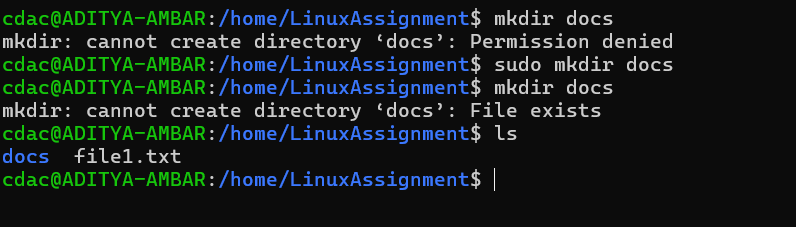 cdac@ADITYA-AMBAR:/home/LinuxAssignment$ mkdir docs
mkdir: cannot create directory ‘docs’: Permission denied
cdac@ADITYA-AMBAR:/home/LinuxAssignment$ sudo mkdir docs
cdac@ADITYA-AMBAR:/home/LinuxAssignment$ mkdir docs
mkdir: cannot create directory ‘docs’: File exists
cdac@ADITYA-AMBAR:/home/LinuxAssignment$ ls
docs  file1.txt
cdac@ADITYA-AMBAR:/home/LinuxAssignment$